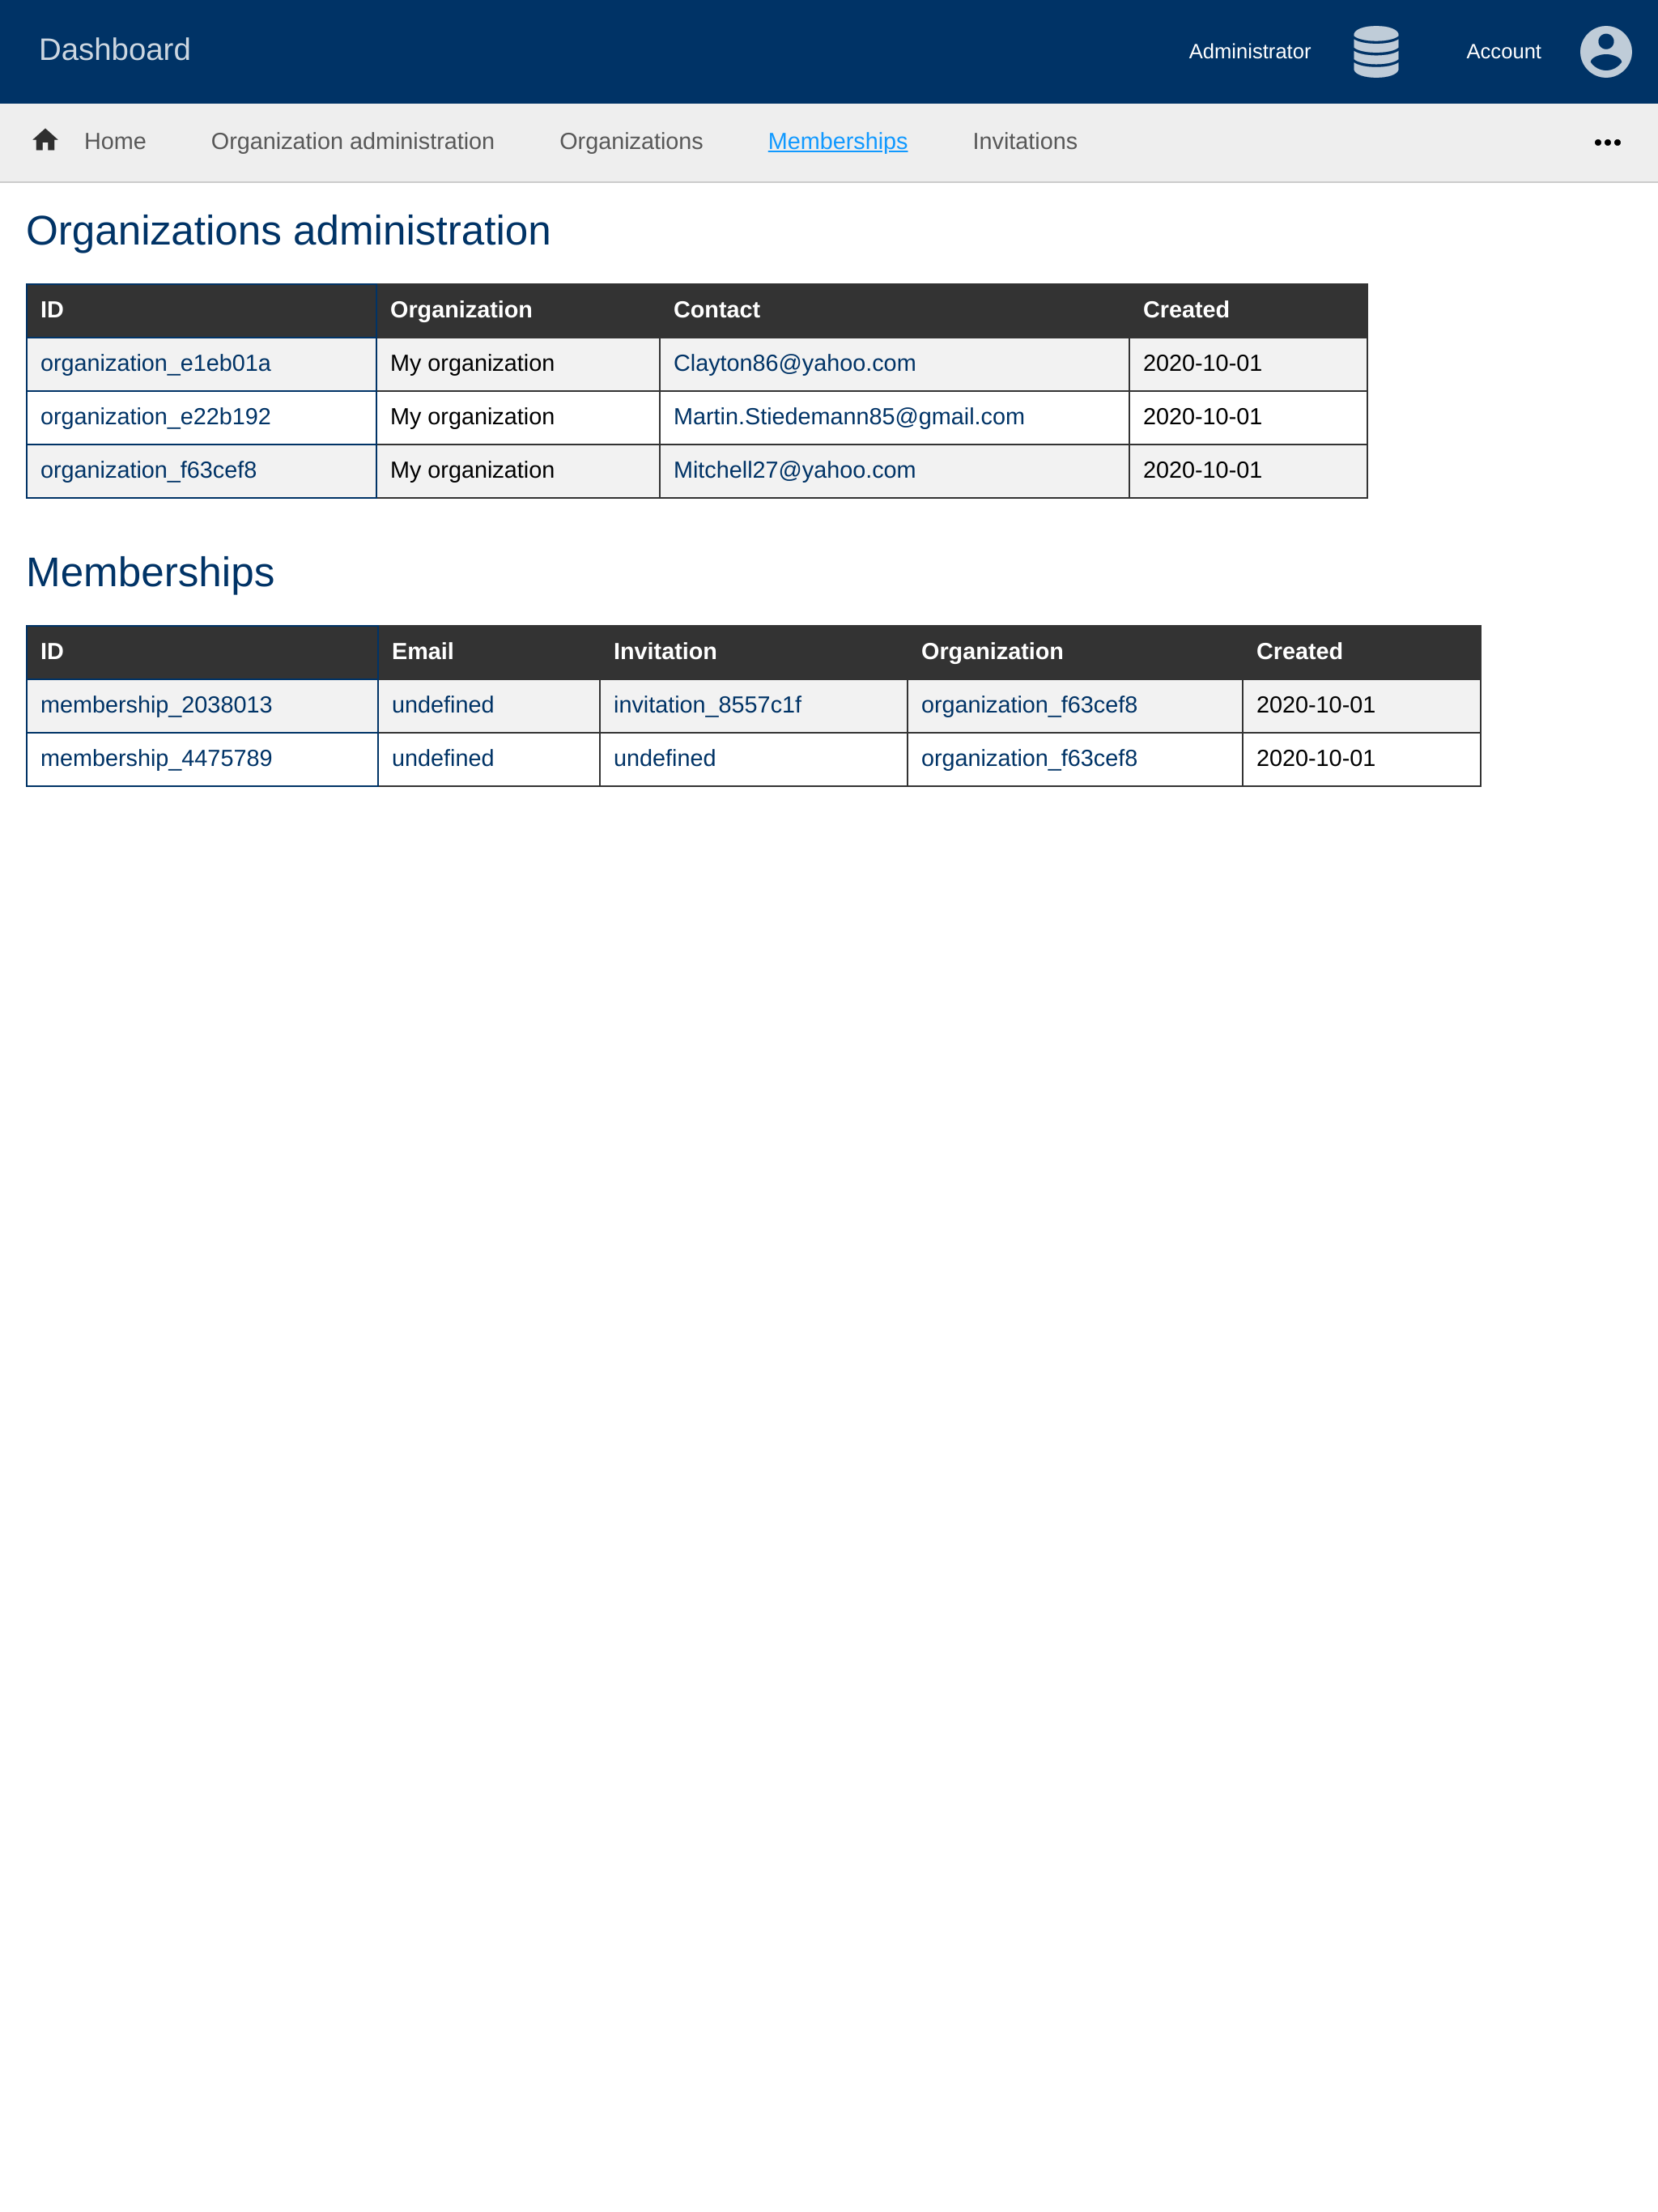 Dashboard Administrator Account
Home Organization administration Organizations Memberships Invitations
Organizations administration
ID Organization Contact Created
organization_e1eb01a My organization Clayton86@yahoo.com 2020-10-01
organization_e22b192 My organization Martin.Stiedemann85@gmail.com 2020-10-01
organization_f63cef8 My organization Mitchell27@yahoo.com 2020-10-01
Memberships
ID Email Invitation Organization Created
membership_2038013 undefined invitation_8557c1f organization_f63cef8 2020-10-01
membership_4475789 undefined undefined organization_f63cef8 2020-10-01